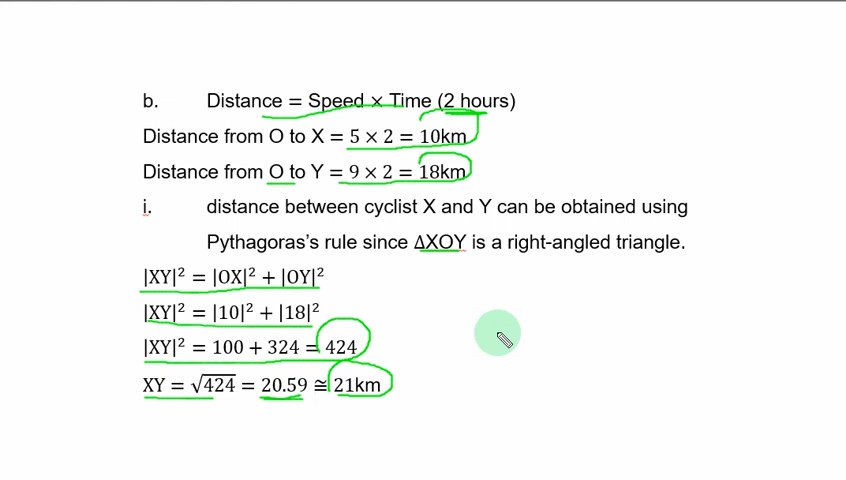 b. Distance = Speed × Time (2 hours)
Distance from O to X = 5 × 2 = 10km
Distance from O to Y = 9 × 2 = 18km
i. distance between cyclist X and Y can be obtained using
Pythagoras's rule since ΔXOY is a right-angled triangle.
|XY|² = |OX|² + |OY|²
|XY|² = |10|² + |18|²
|XY|² = 100 + 324 = 424
XY = √424 = 20.59 ≅ 21km